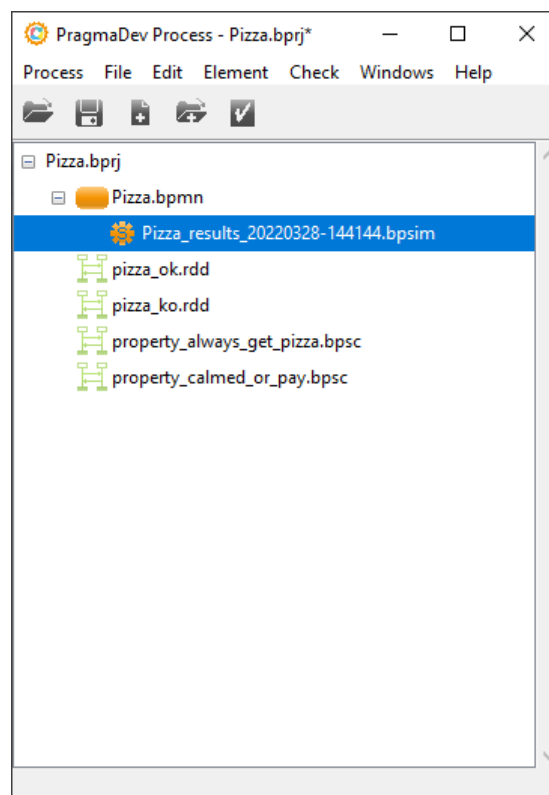 PragmaDev Process - Pizza.bprj*
Process File Edit Element Check Windows Help
Pizza.bprj
Pizza.bpmn
Pizza_results_20220328-144144.bpsim
pizza_ok.rdd
pizza_ko.rdd
property_always_get_pizza.bpsc
property_calmed_or_pay.bpsc